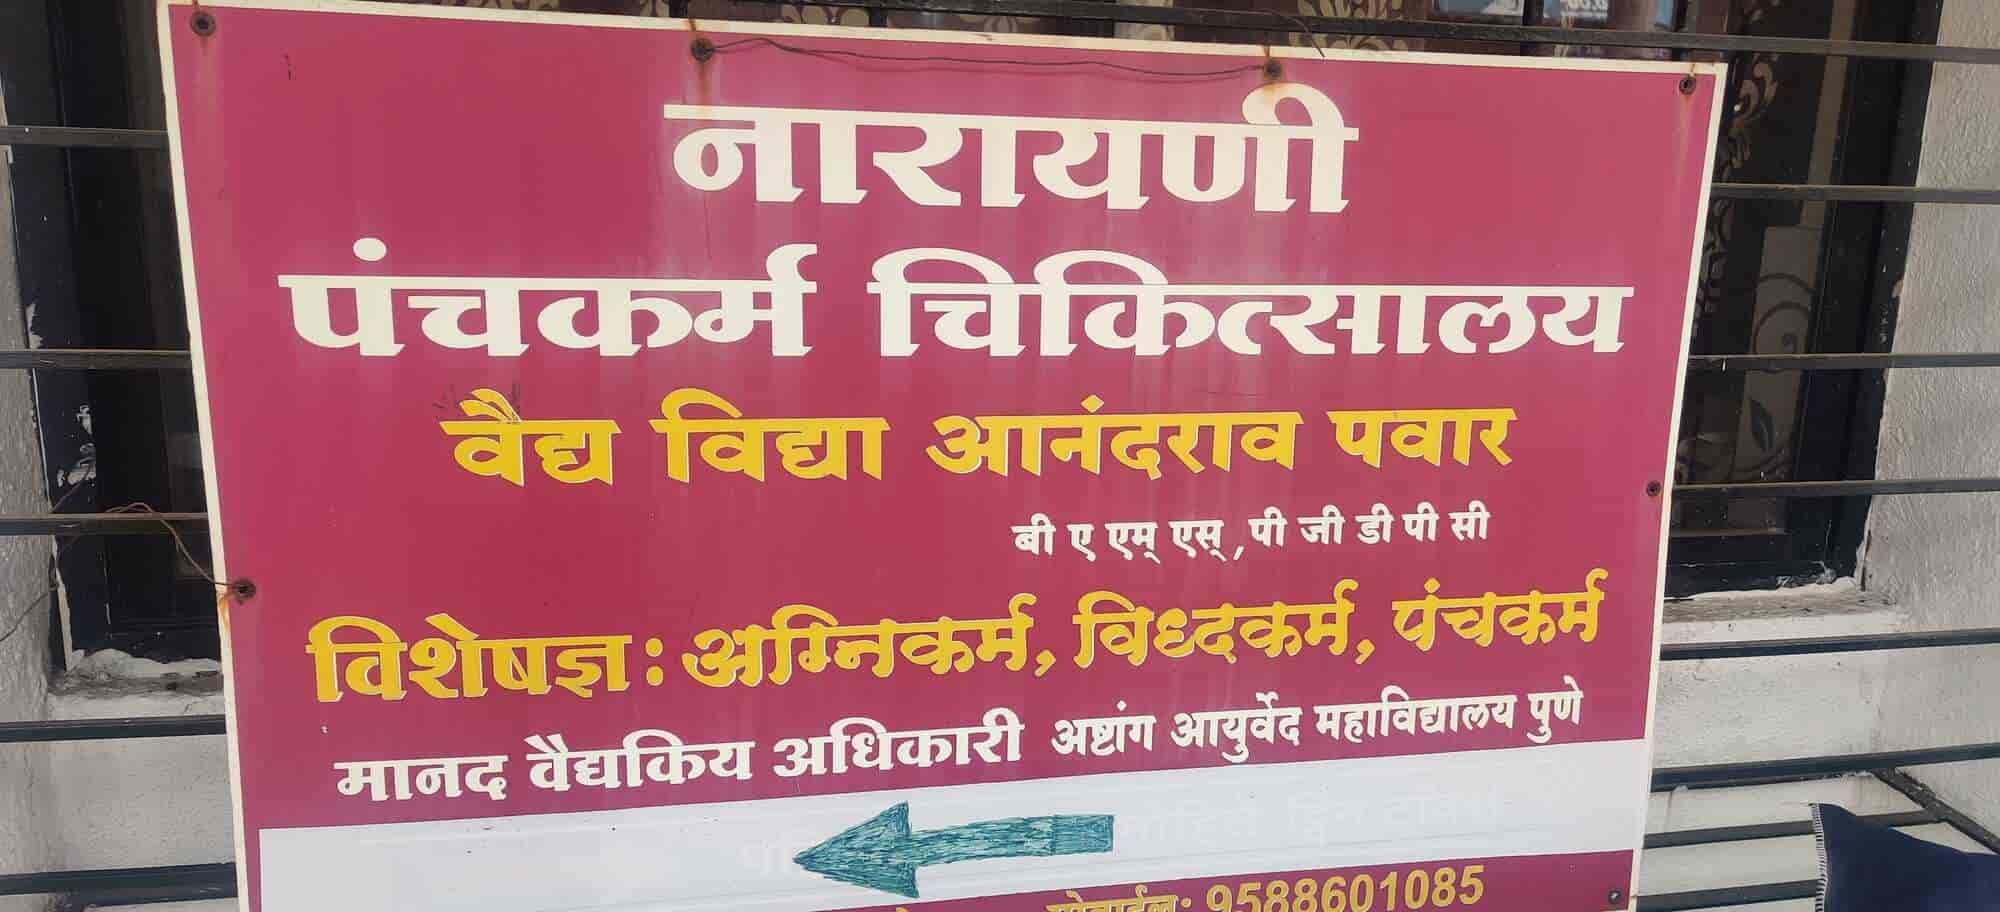 नारायणी
पंचकर्म चिकित्सालय
वैद्य विद्या आनंदराव पवार
बी ए एम् एस्, पी जी डी पी सी
विशेषज्ञ: अग्निकर्म, विध्दकर्म, पंचकर्म
मानद वैद्यकिय अधिकारी अष्टांग आयुर्वेद महाविद्यालय पुणे
मोबाईल: 9588601085